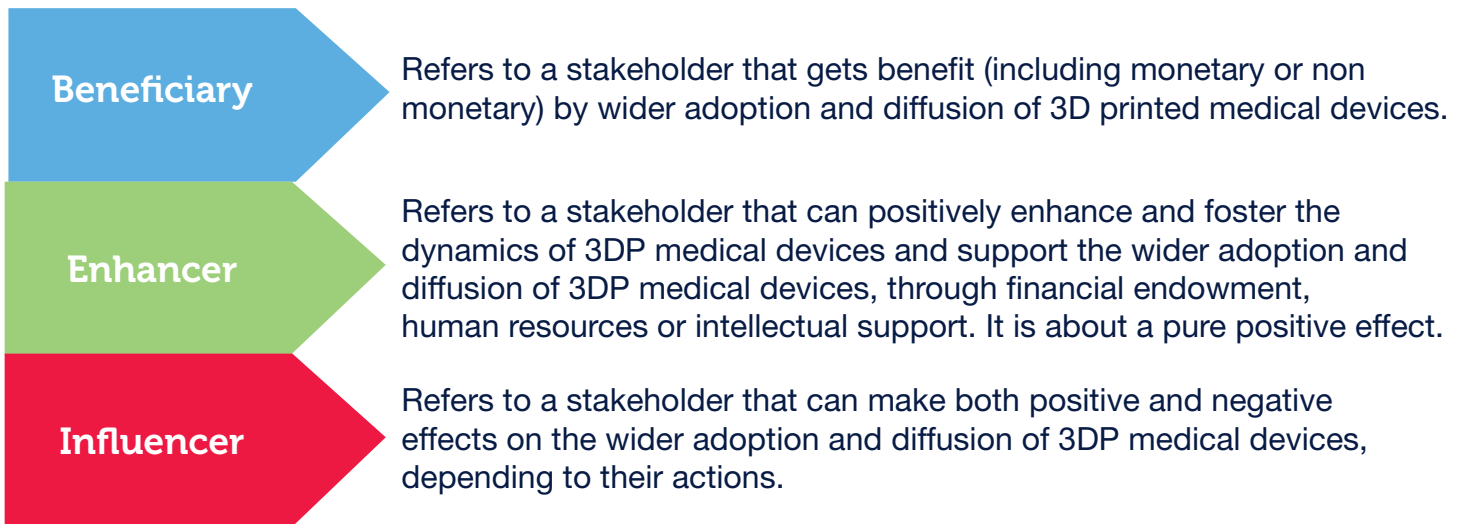 Beneficiary
Refers to a stakeholder that gets benefit (including monetary or non
monetary) by wider adoption and diffusion of 3D printed medical devices.
Enhancer
Refers to a stakeholder that can positively enhance and foster the
dynamics of 3DP medical devices and support the wider adoption and
diffusion of 3DP medical devices, through financial endowment,
human resources or intellectual support. It is about a pure positive effect.
Influencer
Refers to a stakeholder that can make both positive and negative
effects on the wider adoption and diffusion of 3DP medical devices,
depending to their actions.